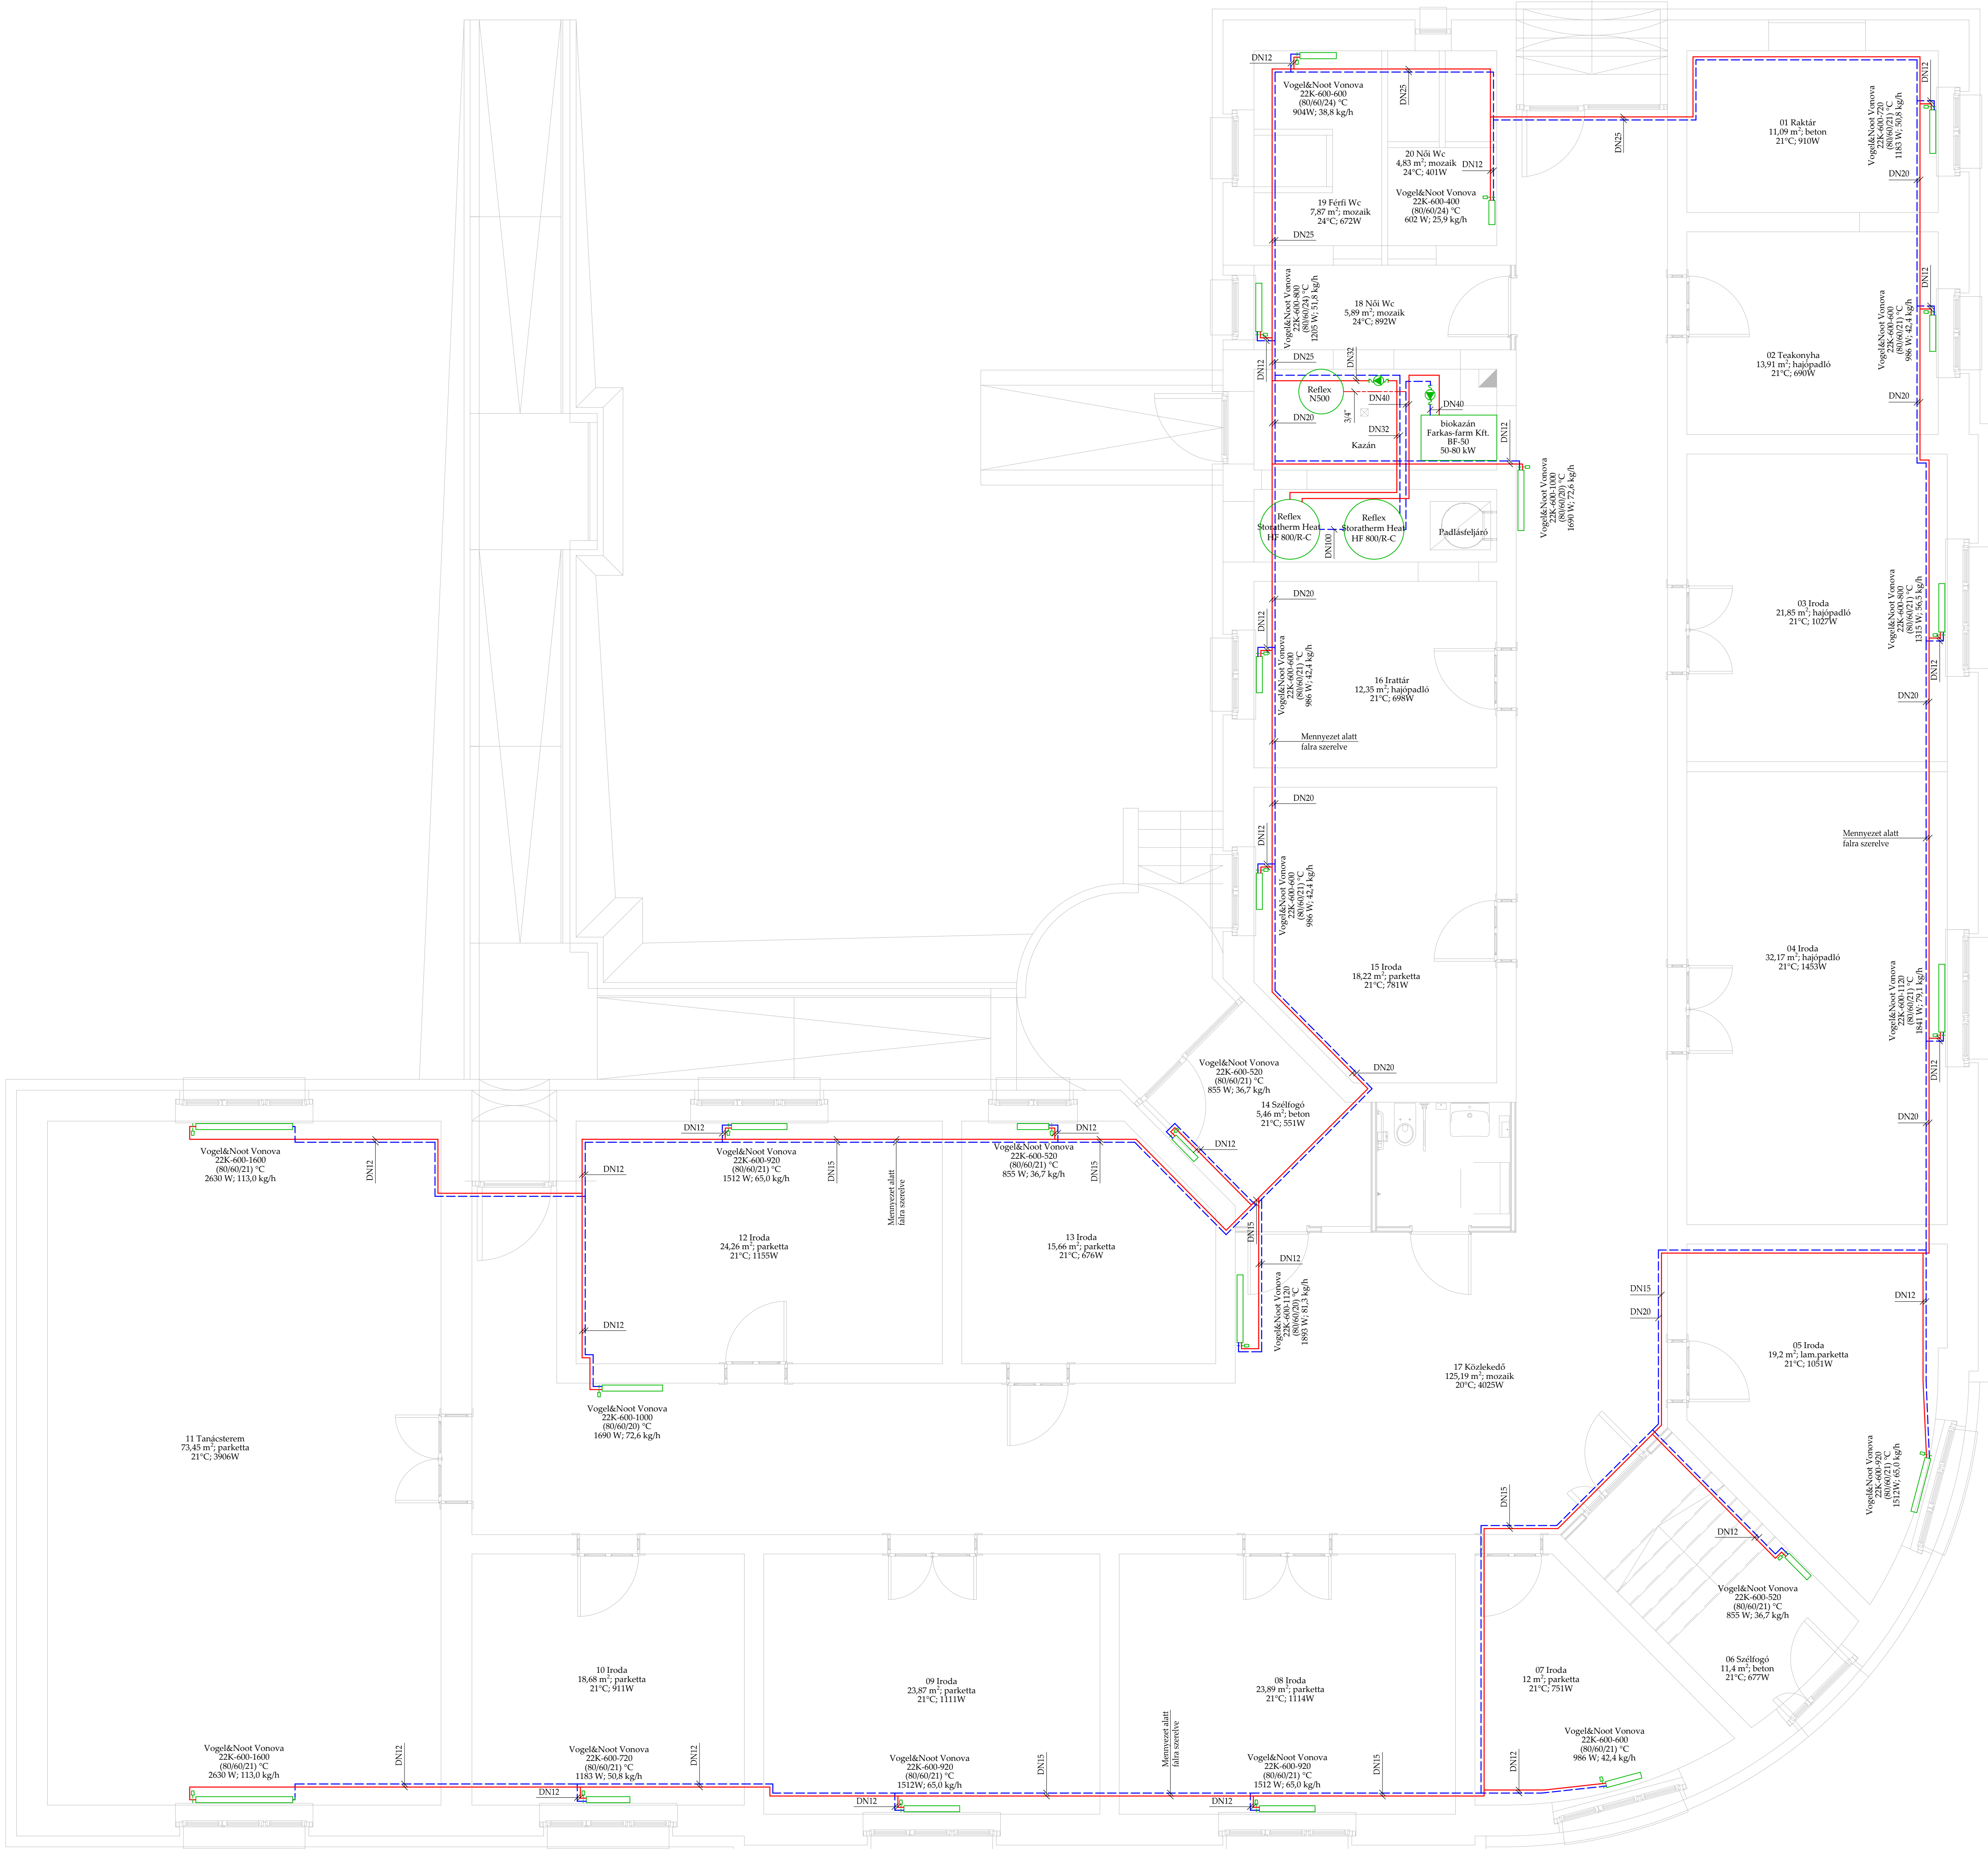 DN12
Vogel&Noot Vonova
22K-600-600
(80/60/24) °C
904W; 38,8 kg/h
DN25
20 Női Wc
4,83 m²; mozaik
24°C; 401W
DN12
Vogel&Noot Vonova
22K-600-400
(80/60/24) °C
602 W; 25,9 kg/h
19 Férfi Wc
7,87 m²; mozaik
24°C; 672W
DN25
DN25
01 Raktár
11,09 m²; beton
21°C; 910W
Vogel&Noot Vonova
22K-600-720
(80/60/21) °C
1183 W; 50,8 kg/h
DN12
DN20
Vogel&Noot Vonova
22K-600-800
(80/60/24) °C
1205 W; 51,8 kg/h
DN12
18 Női Wc
5,89 m²; mozaik
24°C; 892W
DN25
DN32
02 Teakonyha
13,91 m²; hajópadló
21°C; 690W
Vogel&Noot Vonova
22K-600-600
(80/60/21) °C
986 W; 42,4 kg/h
DN12
DN20
Reflex
N500
DN40
DN40
DN20
3/4"
DN32
Kazán
biokazán
Farkas-farm Kft.
BF-50
50-80 kW
DN12
Vogel&Noot Vonova
22K-600-1000
(80/60/20) °C
1690 W; 72,6 kg/h
Reflex
Storatherm Heat
HF 800/R-C
DN100
Reflex
Storatherm Heat
HF 800/R-C
Padlásfeljáró
DN20
DN12
Vogel&Noot Vonova
22K-600-600
(80/60/21) °C
986 W; 42,4 kg/h
16 Irattár
12,35 m²; hajópadló
21°C; 698W
Mennyezet alatt
falra szerelve
03 Iroda
21,85 m²; hajópadló
21°C; 1027W
Vogel&Noot Vonova
22K-600-800
(80/60/21) °C
1315 W; 56,5 kg/h
DN12
DN20
DN20
DN12
Vogel&Noot Vonova
22K-600-600
(80/60/21) °C
986 W; 42,4 kg/h
15 Iroda
18,22 m²; parketta
21°C; 781W
Mennyezet alatt
falra szerelve
04 Iroda
32,17 m²; hajópadló
21°C; 1453W
Vogel&Noot Vonova
22K-600-1120
(80/60/21) °C
1841 W; 79,1 kg/h
DN12
DN20
DN20
Vogel&Noot Vonova
22K-600-520
(80/60/21) °C
855 W; 36,7 kg/h
14 Szélfogó
5,46 m²; beton
21°C; 551W
DN12
Vogel&Noot Vonova
22K-600-1600
(80/60/21) °C
2630 W; 113,0 kg/h
DN12
DN12
DN12
Vogel&Noot Vonova
22K-600-920
(80/60/21) °C
1512 W; 65,0 kg/h
DN15
Mennyezet alatt
falra szerelve
DN12
Vogel&Noot Vonova
22K-600-520
(80/60/21) °C
855 W; 36,7 kg/h
DN15
12 Iroda
24,26 m²; parketta
21°C; 1155W
13 Iroda
15,66 m²; parketta
21°C; 676W
DN15
DN12
Vogel&Noot Vonova
22K-600-1120
(80/60/20) °C
1893 W; 81,3 kg/h
DN12
Vogel&Noot Vonova
22K-600-1000
(80/60/20) °C
1690 W; 72,6 kg/h
11 Tanácsterem
73,45 m²; parketta
21°C; 3906W
17 Közlekedő
125,19 m²; mozaik
20°C; 4025W
DN15
DN20
DN12
05 Iroda
19,2 m²; lam.parketta
21°C; 1051W
Vogel&Noot Vonova
22K-600-920
(80/60/21) °C
1512W; 65,0 kg/h
DN15
DN12
Vogel&Noot Vonova
22K-600-520
(80/60/21) °C
855 W; 36,7 kg/h
06 Szélfogó
11,4 m²; beton
21°C; 677W
10 Iroda
18,68 m²; parketta
21°C; 911W
09 Iroda
23,87 m²; parketta
21°C; 1111W
08 Iroda
23,89 m²; parketta
21°C; 1114W
07 Iroda
12 m²; parketta
21°C; 751W
Vogel&Noot Vonova
22K-600-1600
(80/60/21) °C
2630 W; 113,0 kg/h
DN12
Vogel&Noot Vonova
22K-600-720
(80/60/21) °C
1183 W; 50,8 kg/h
DN12
DN12
Vogel&Noot Vonova
22K-600-920
(80/60/21) °C
1512W; 65,0 kg/h
DN12
DN15
Mennyezet alatt
falra szerelve
Vogel&Noot Vonova
22K-600-920
(80/60/21) °C
1512 W; 65,0 kg/h
DN12
DN15
DN12
Vogel&Noot Vonova
22K-600-600
(80/60/21) °C
986 W; 42,4 kg/h